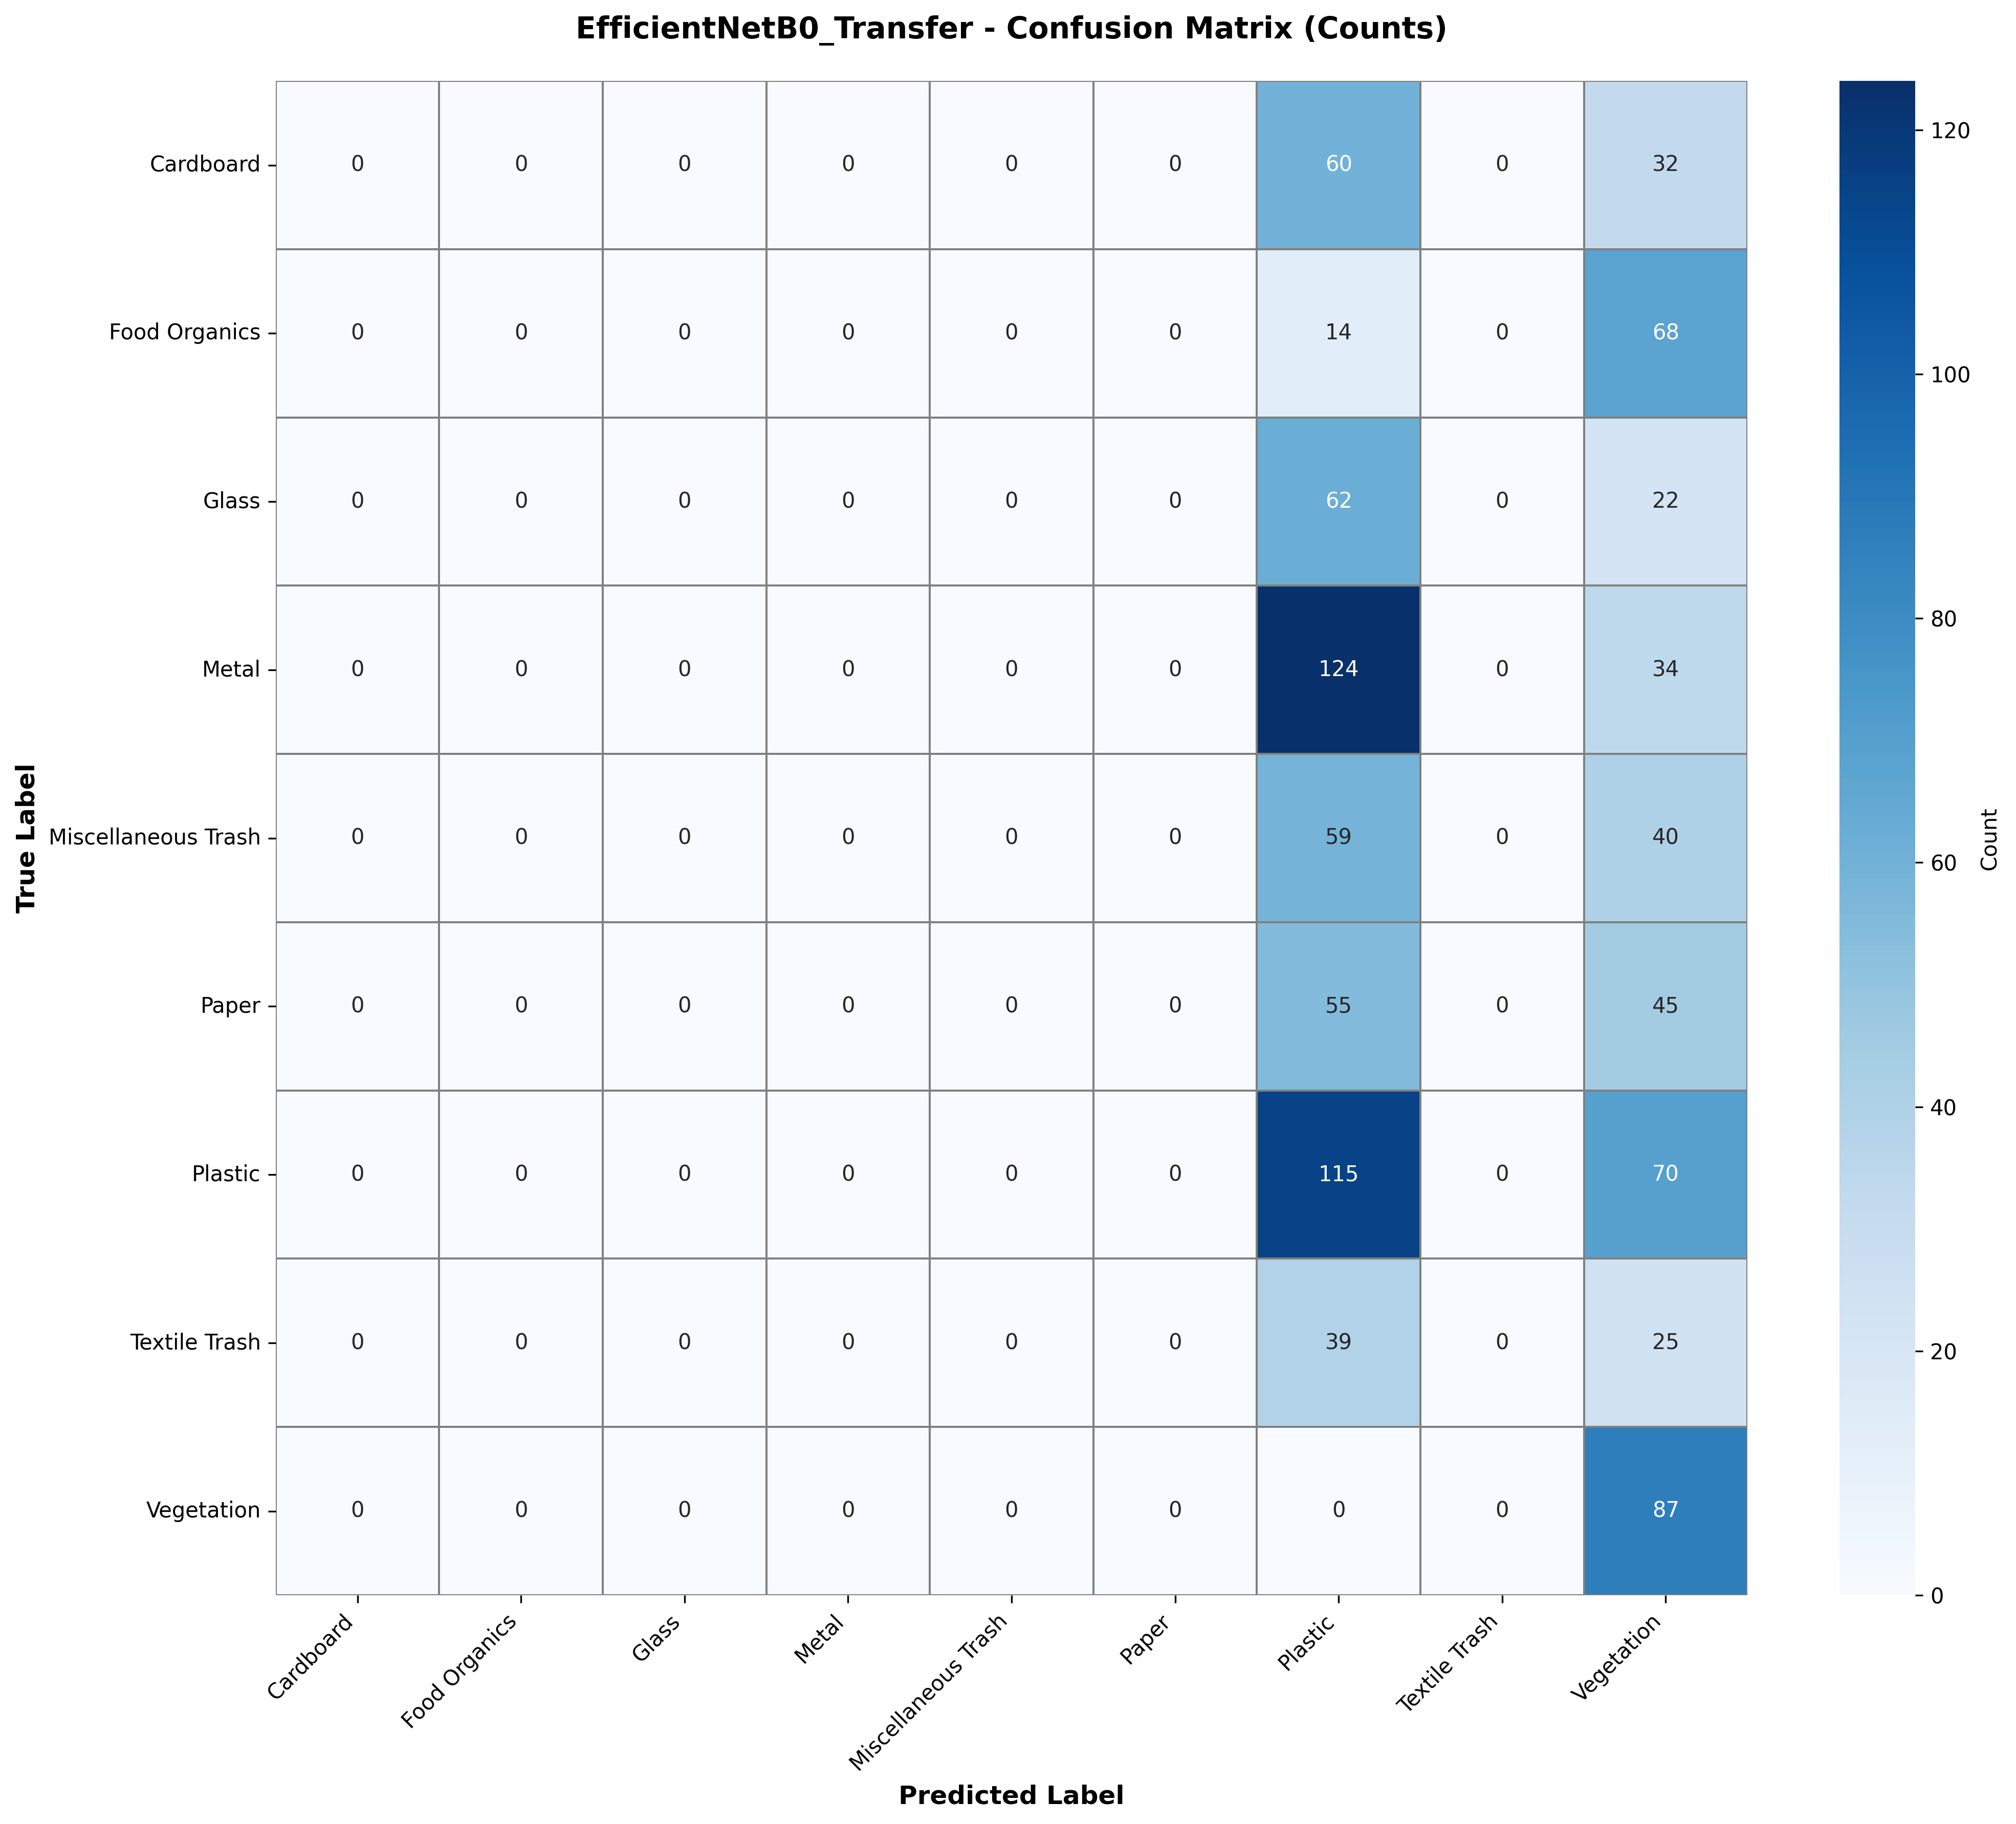 EfficientNetB0_Transfer - Confusion Matrix (Counts)
True Label
Cardboard 0 0 0 0 0 0 60 0 32
Food Organics 0 0 0 0 0 0 14 0 68
Glass 0 0 0 0 0 0 62 0 22
Metal 0 0 0 0 0 0 124 0 34
Miscellaneous Trash 0 0 0 0 0 0 59 0 40
Paper 0 0 0 0 0 0 55 0 45
Plastic 0 0 0 0 0 0 115 0 70
Textile Trash 0 0 0 0 0 0 39 0 25
Vegetation 0 0 0 0 0 0 0 0 87
Cardboard Food Organics Glass Metal Miscellaneous Trash Paper Plastic Textile Trash Vegetation
Predicted Label
120
100
80
60
40
20
0
Count